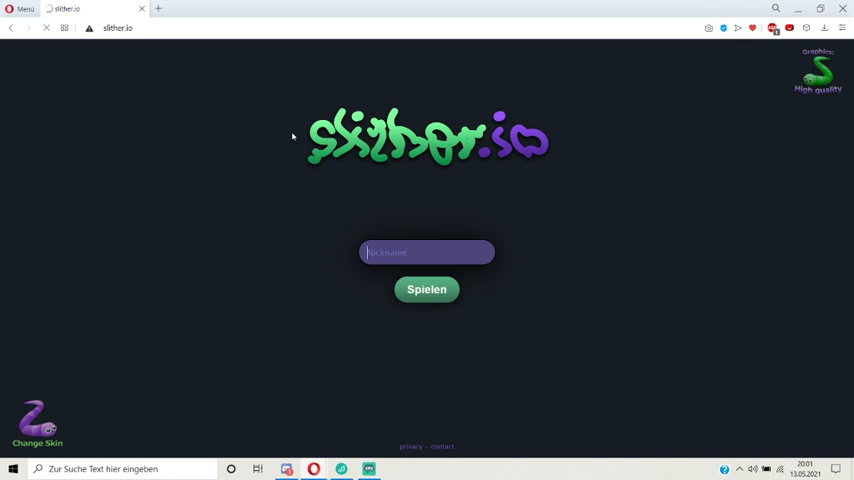 Menü
slither.io
slither.io
Graphics:
High quality
slither.io
Nickname
Spielen
Change Skin
privacy - contact
Zur Suche Text hier eingeben
20:01
13.05.2021